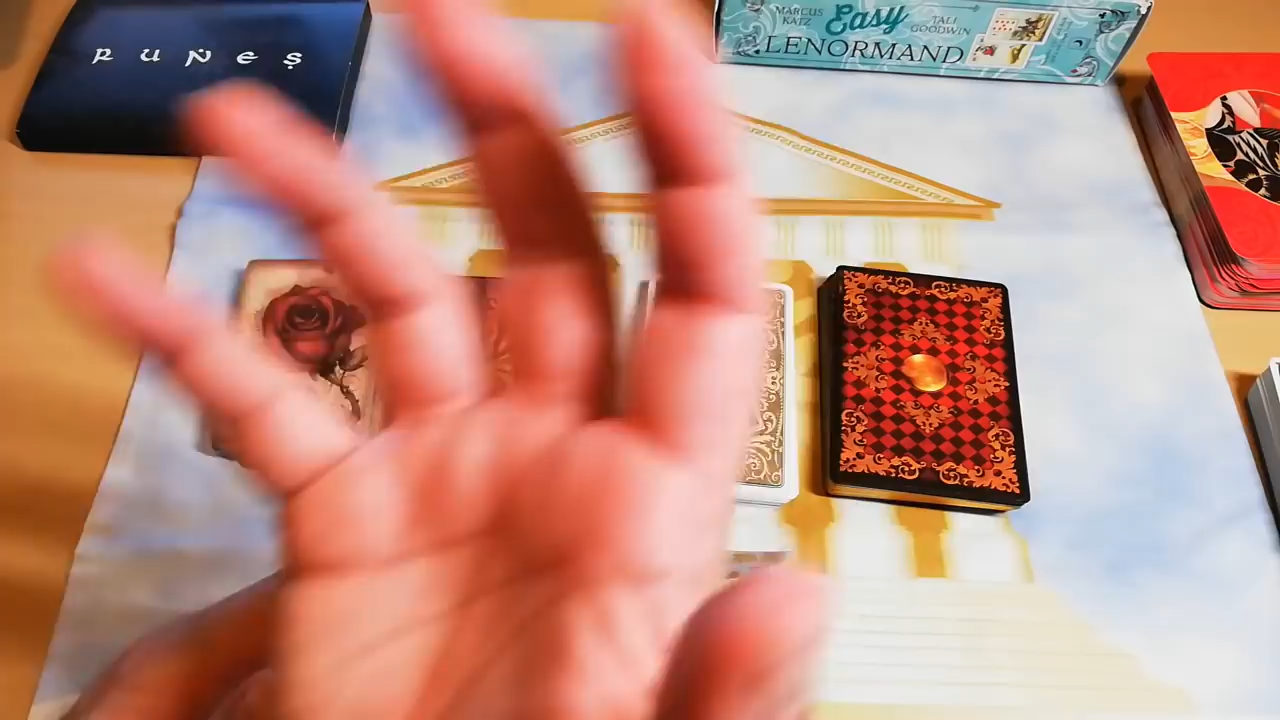 RUNES
MARCUS KATZ
Easy
TALI GOODWIN
LENORMAND